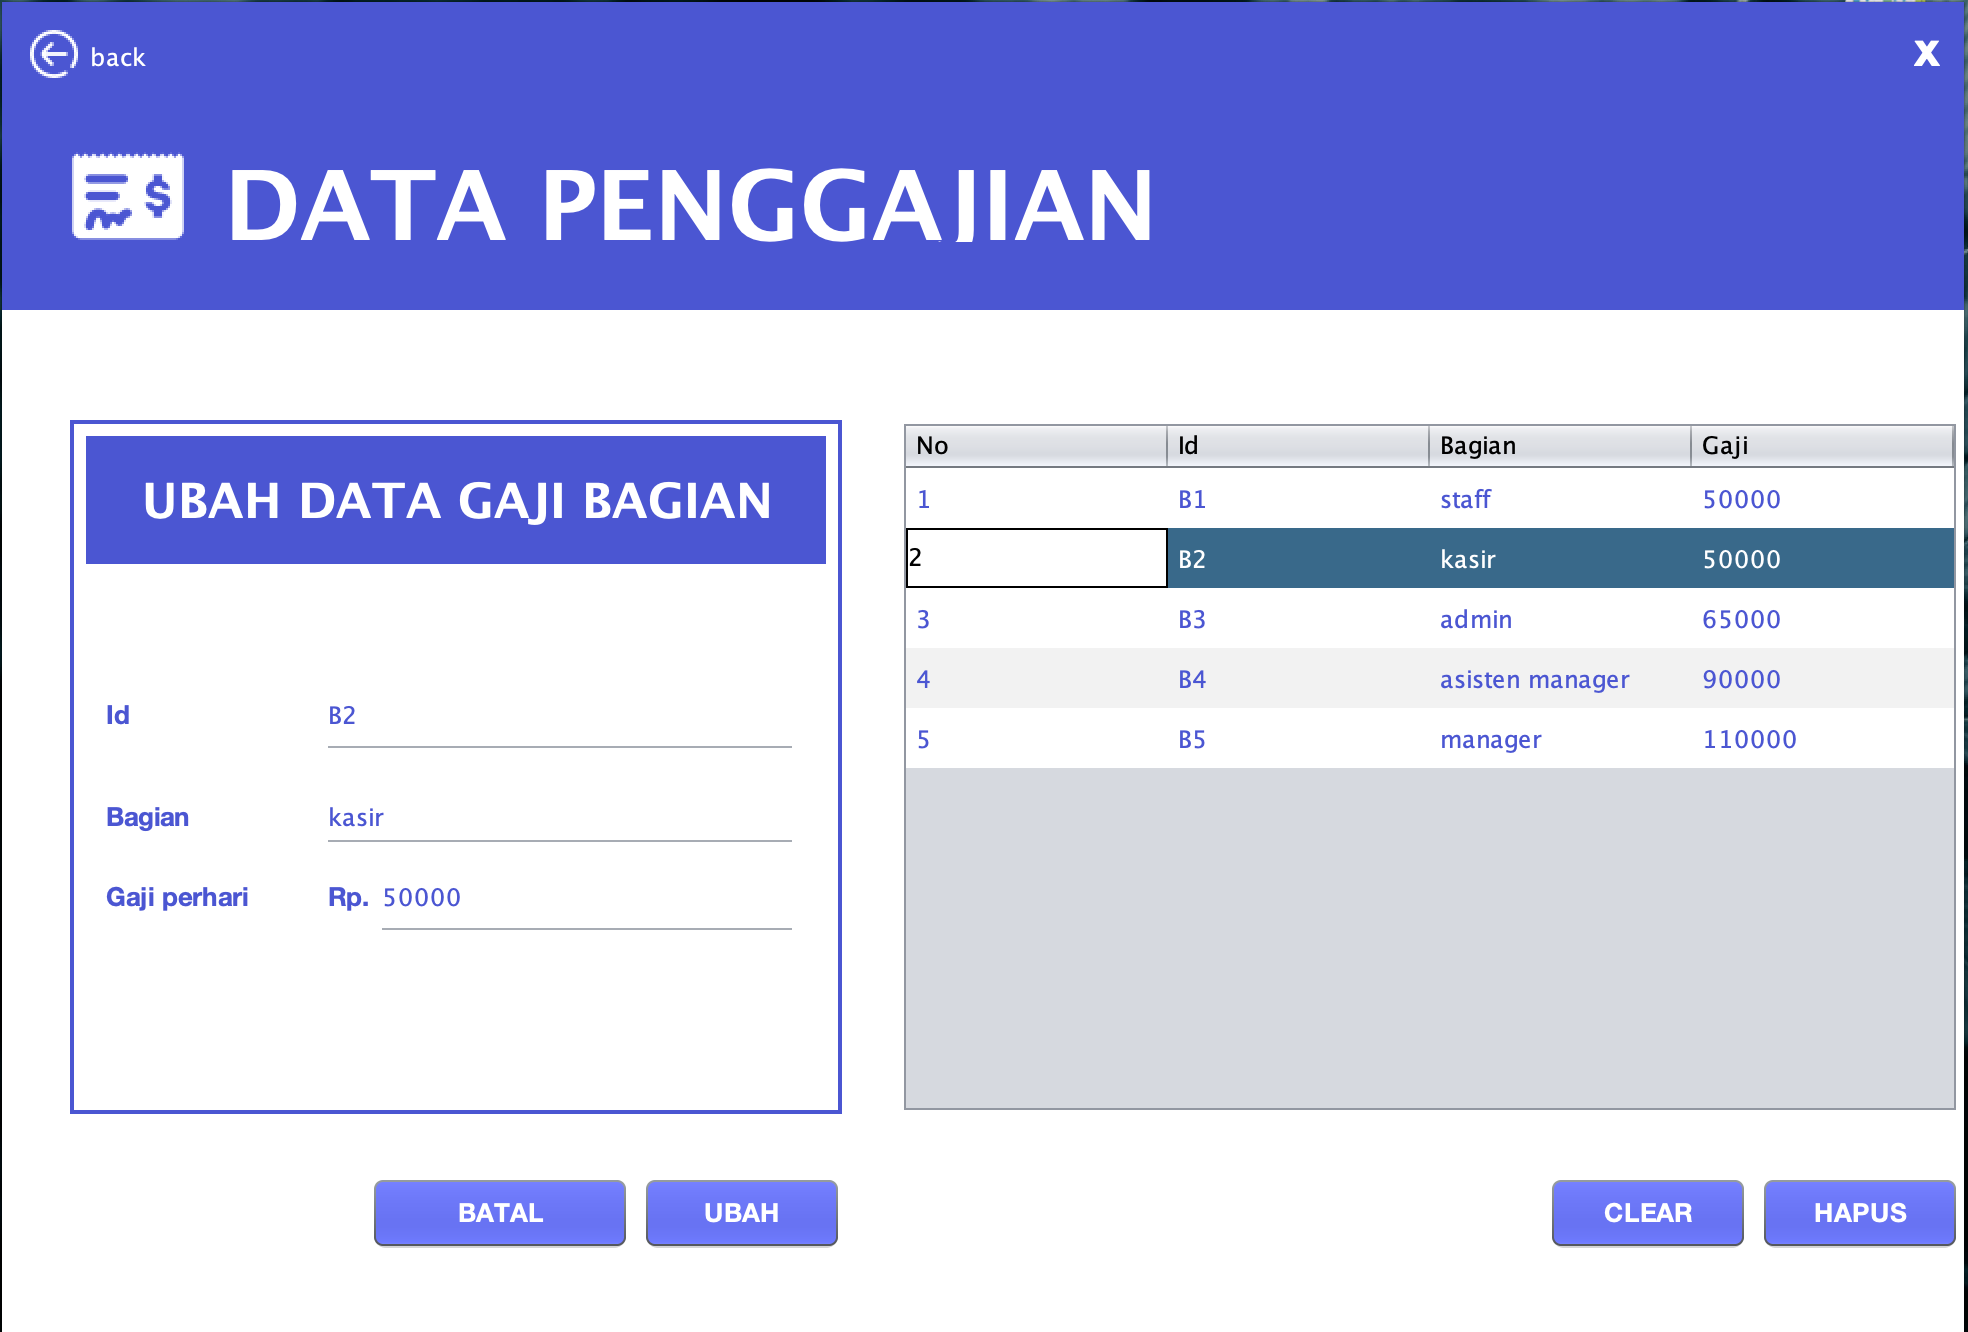 back
X
$
DATA PENGGAJIAN
UBAH DATA GAJI BAGIAN
Id B2
Bagian kasir
Gaji perhari Rp. 50000
No Id Bagian Gaji
1 B1 staff 50000
2 B2 kasir 50000
3 B3 admin 65000
4 B4 asisten manager 90000
5 B5 manager 110000
BATAL UBAH CLEAR HAPUS